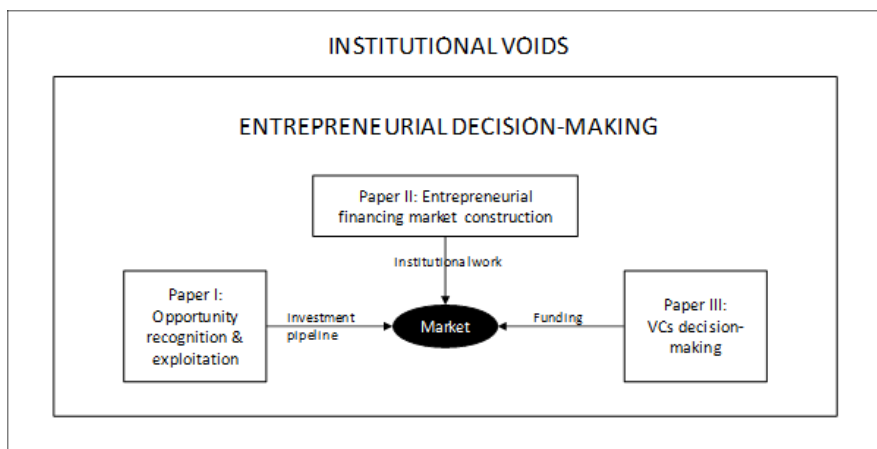 INSTITUTIONAL VOIDS
ENTREPRENEURIAL DECISION-MAKING
Paper II: Entrepreneurial
financing market construction
Institutional work
Paper I:
Opportunity
recognition &
exploitation
Investment
pipeline
Market
Funding
Paper III:
VCs decision-
making